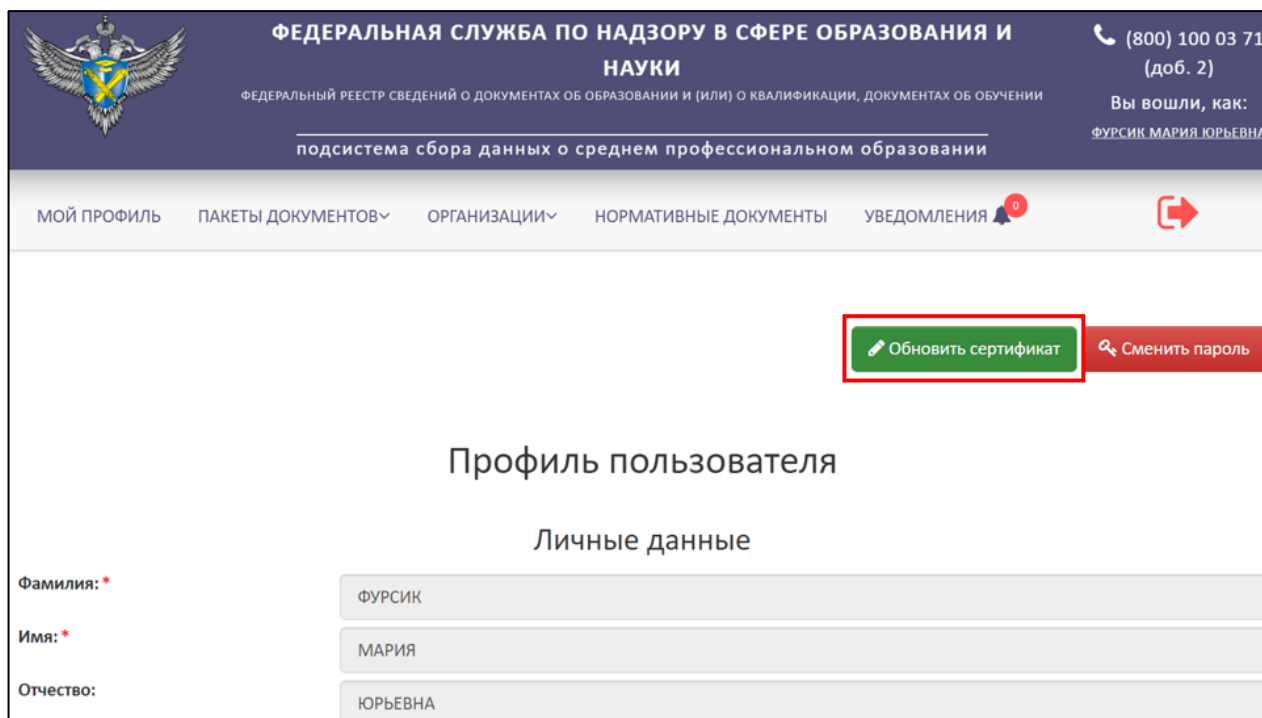 ФЕДЕРАЛЬНАЯ СЛУЖБА ПО НАДЗОРУ В СФЕРЕ ОБРАЗОВАНИЯ И
НАУКИ
ФЕДЕРАЛЬНЫЙ РЕЕСТР СВЕДЕНИЙ О ДОКУМЕНТАХ ОБ ОБРАЗОВАНИИ И (ИЛИ) О КВАЛИФИКАЦИИ, ДОКУМЕНТАХ ОБ ОБУЧЕНИИ
подсистема сбора данных о среднем профессиональном образовании
(800) 100 03 71
(доб. 2)
Вы вошли, как:
ФУРСИК МАРИЯ ЮРЬЕВНА
МОЙ ПРОФИЛЬ ПАКЕТЫ ДОКУМЕНТОВ ОРГАНИЗАЦИИ НОРМАТИВНЫЕ ДОКУМЕНТЫ УВЕДОМЛЕНИЯ 0
Обновить сертификат Сменить пароль
Профиль пользователя
Личные данные
Фамилия: * ФУРСИК
Имя: * МАРИЯ
Отчество: ЮРЬЕВНА